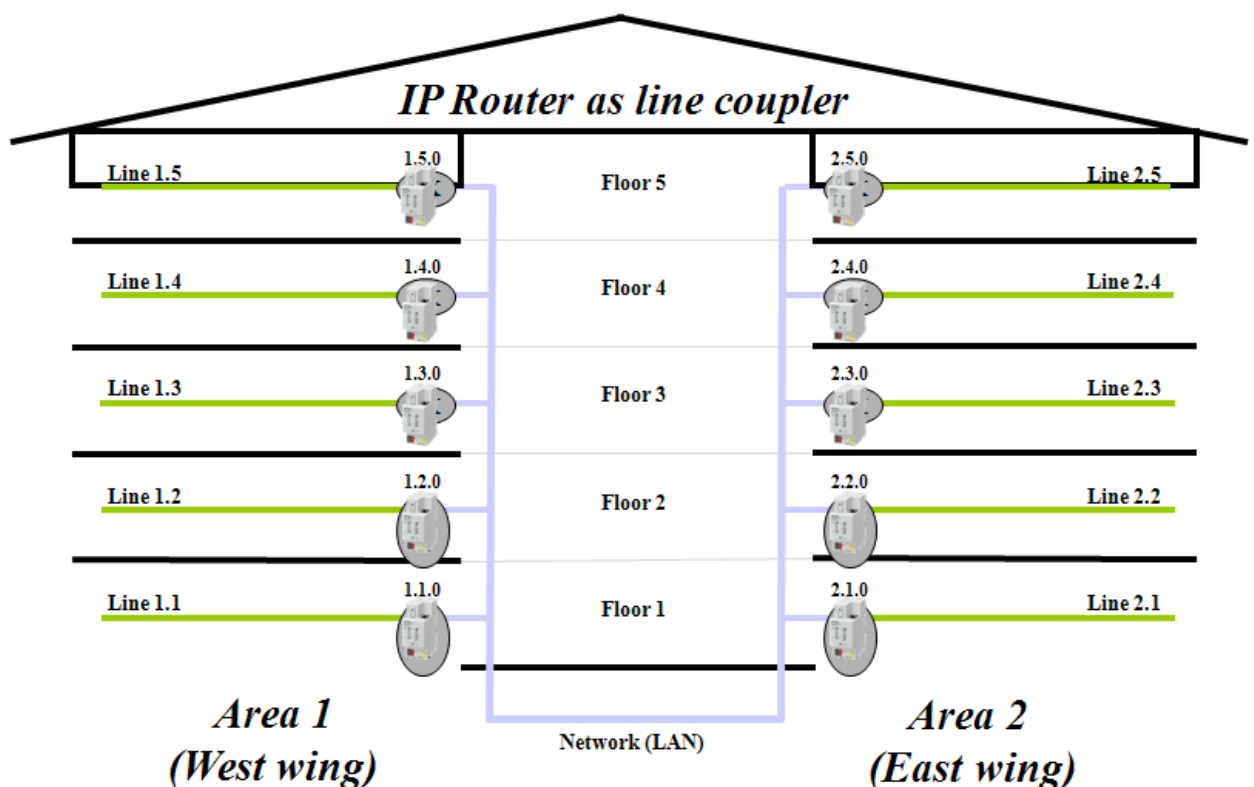 IP Router as line coupler
Line 1.5
1.5.0
Floor 5
2.5.0
Line 2.5
Line 1.4
1.4.0
Floor 4
2.4.0
Line 2.4
Line 1.3
1.3.0
Floor 3
2.3.0
Line 2.3
Line 1.2
1.2.0
Floor 2
2.2.0
Line 2.2
Line 1.1
1.1.0
Floor 1
2.1.0
Line 2.1
Area 1
(West wing)
Network (LAN)
Area 2
(East wing)